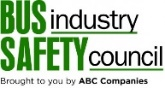 BUS industry
SAFETY council
Brought to you by ABC Companies